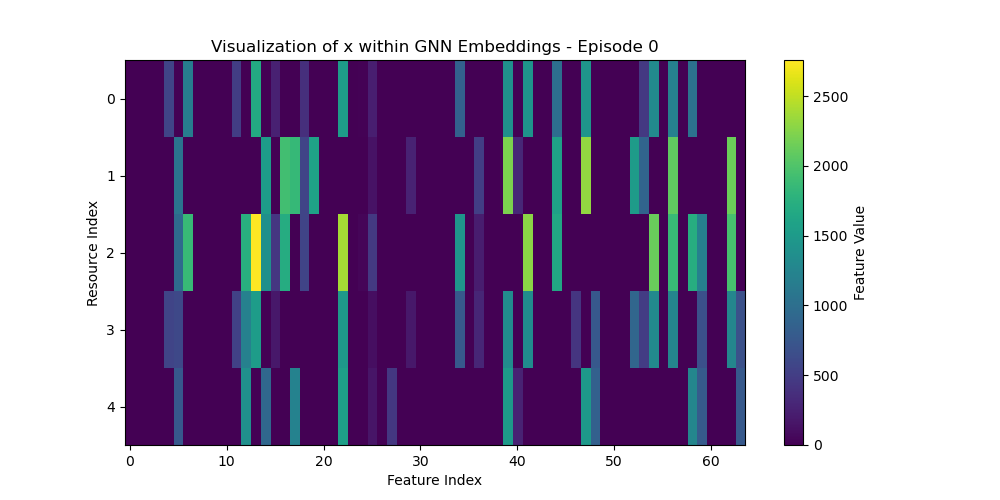 Visualization of x within GNN Embeddings - Episode 0
Resource Index
0
1
2
3
4
0 10 20 30 40 50 60
Feature Index
2500
2000
1500
1000
500
0
Feature Value